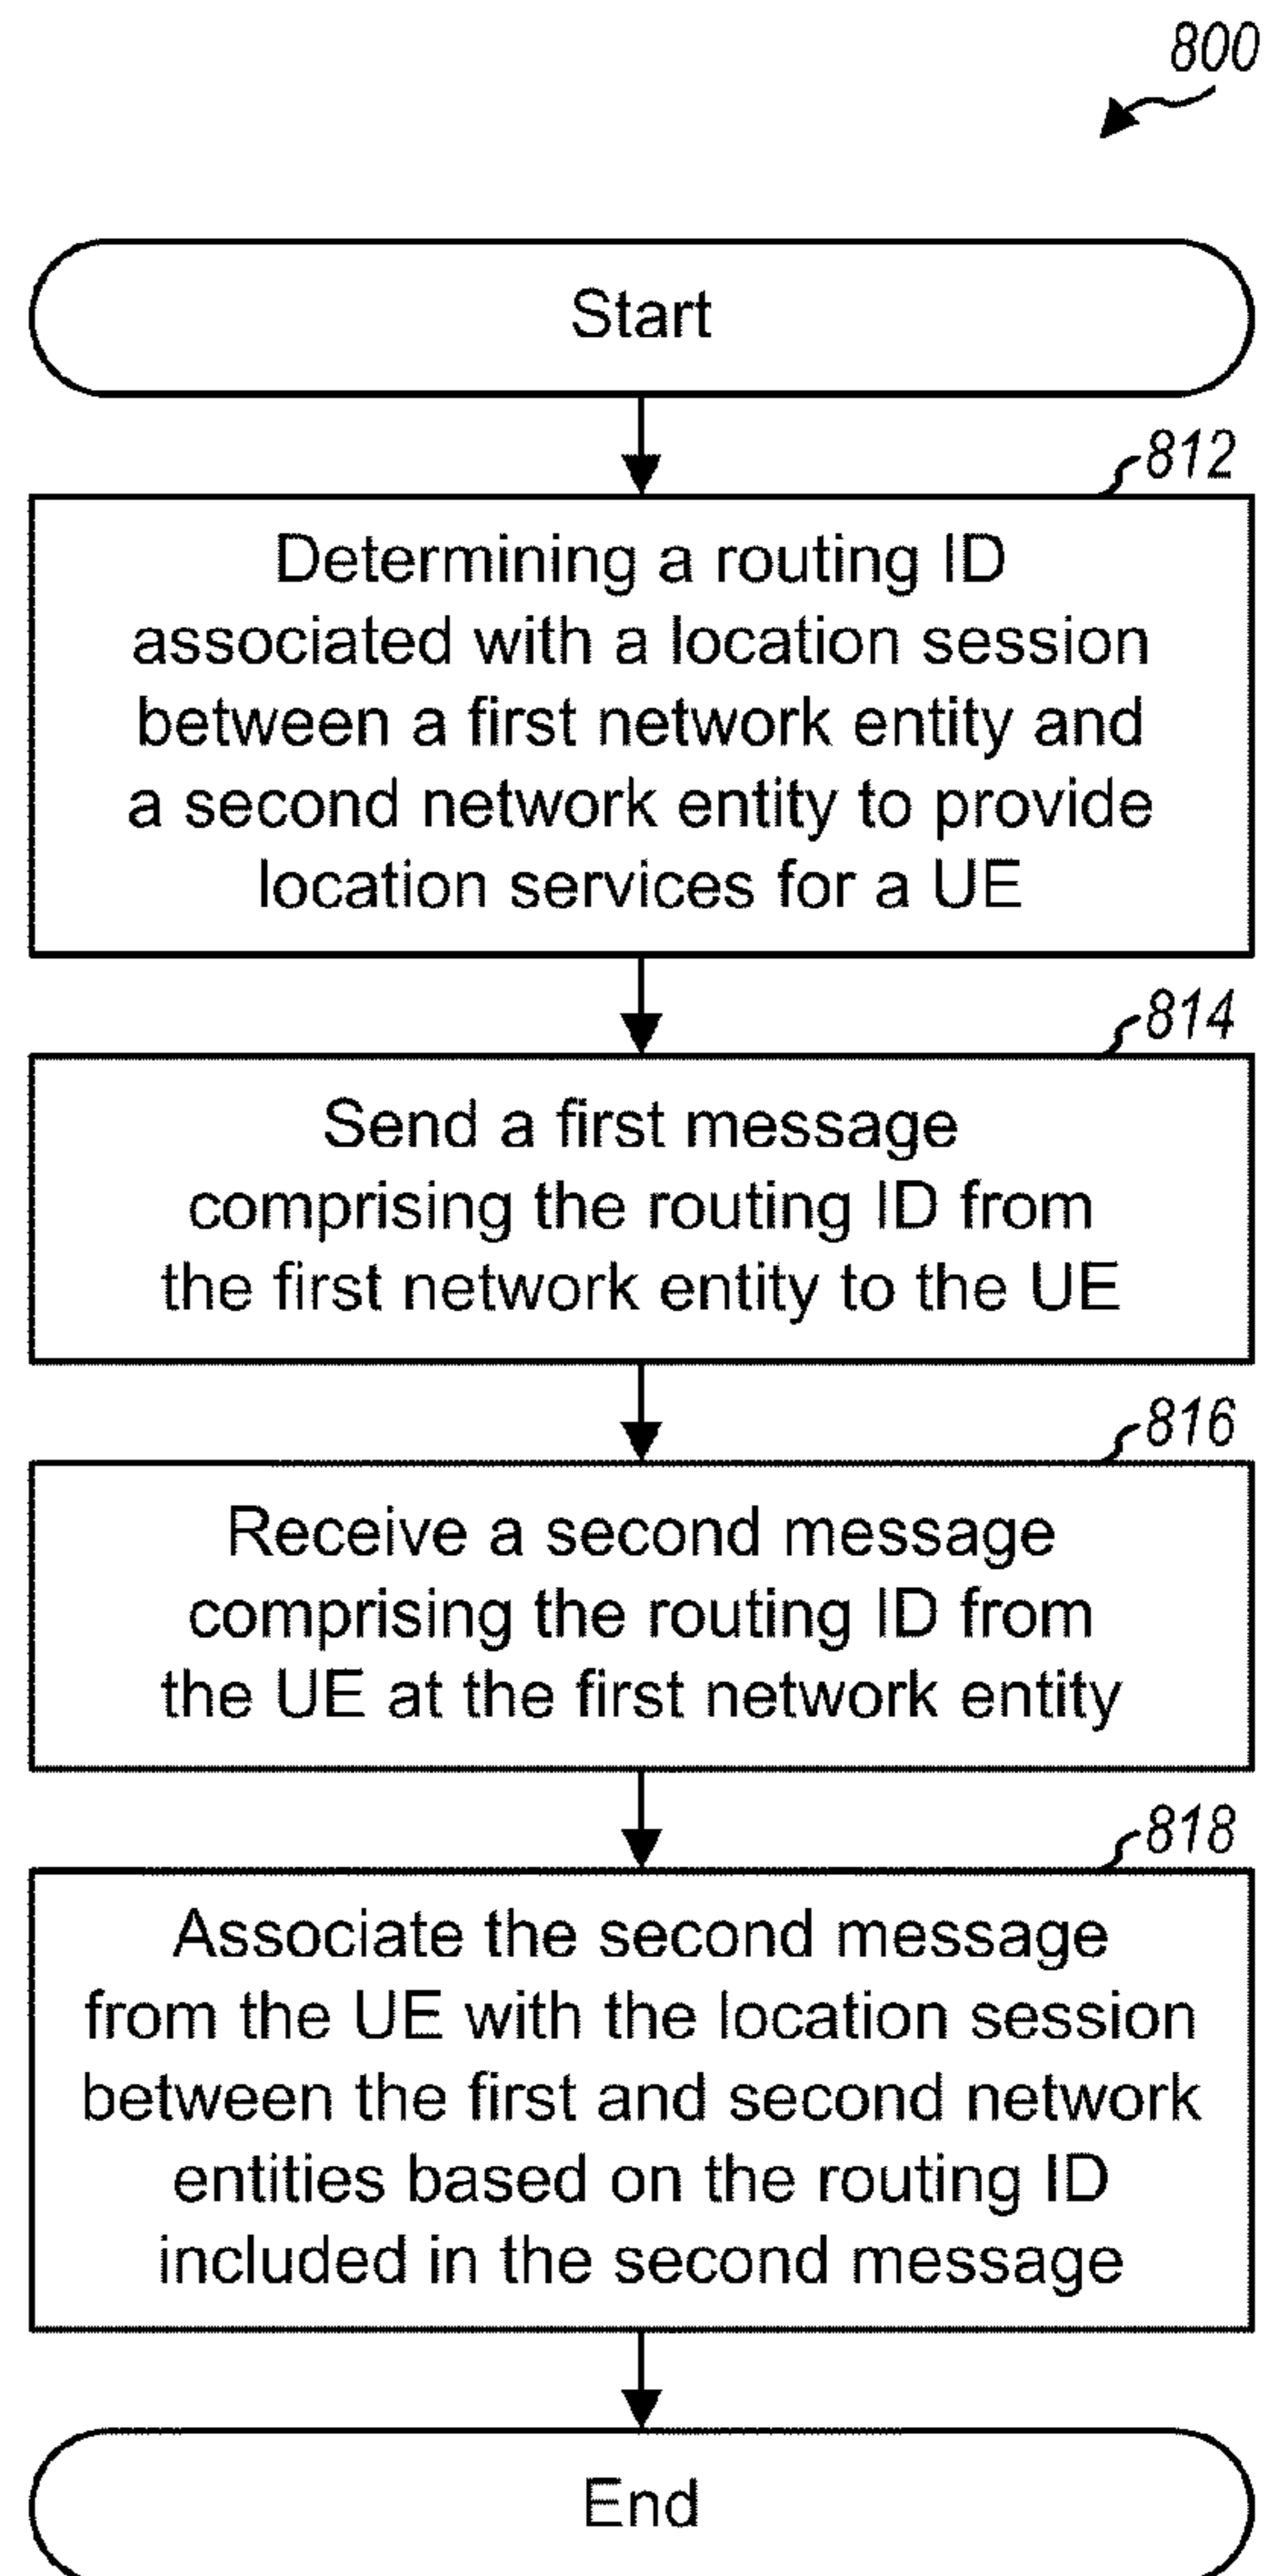 800
Start
812
Determining a routing ID
associated with a location session
between a first network entity and
a second network entity to provide
location services for a UE
814
Send a first message
comprising the routing ID from
the first network entity to the UE
816
Receive a second message
comprising the routing ID from
the UE at the first network entity
818
Associate the second message
from the UE with the location session
between the first and second network
entities based on the routing ID
included in the second message
End